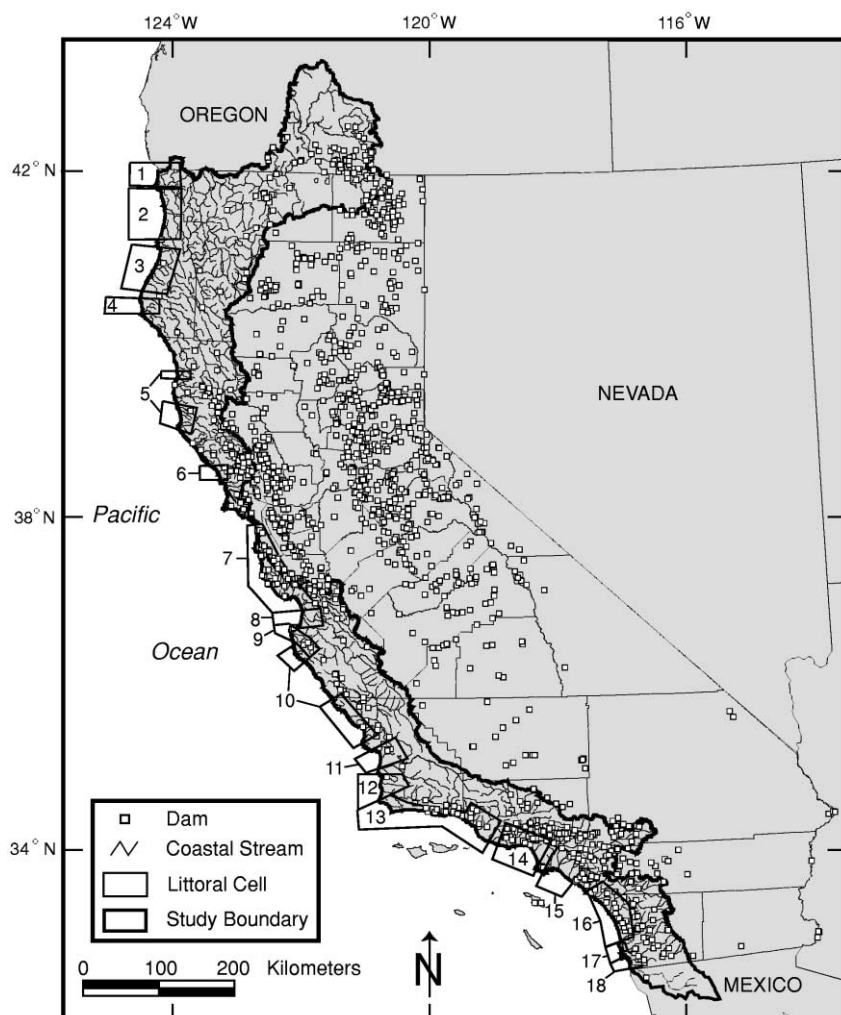 124°W 120°W 116°W
OREGON
42°N
1
2
3
4
NEVADA
5
6
38°N
Pacific
7
8
9
Ocean
10
11
12
13
34°N
14
15
16
17
18
Dam
Coastal Stream
Littoral Cell
Study Boundary
0 100 200 Kilometers
N
MEXICO